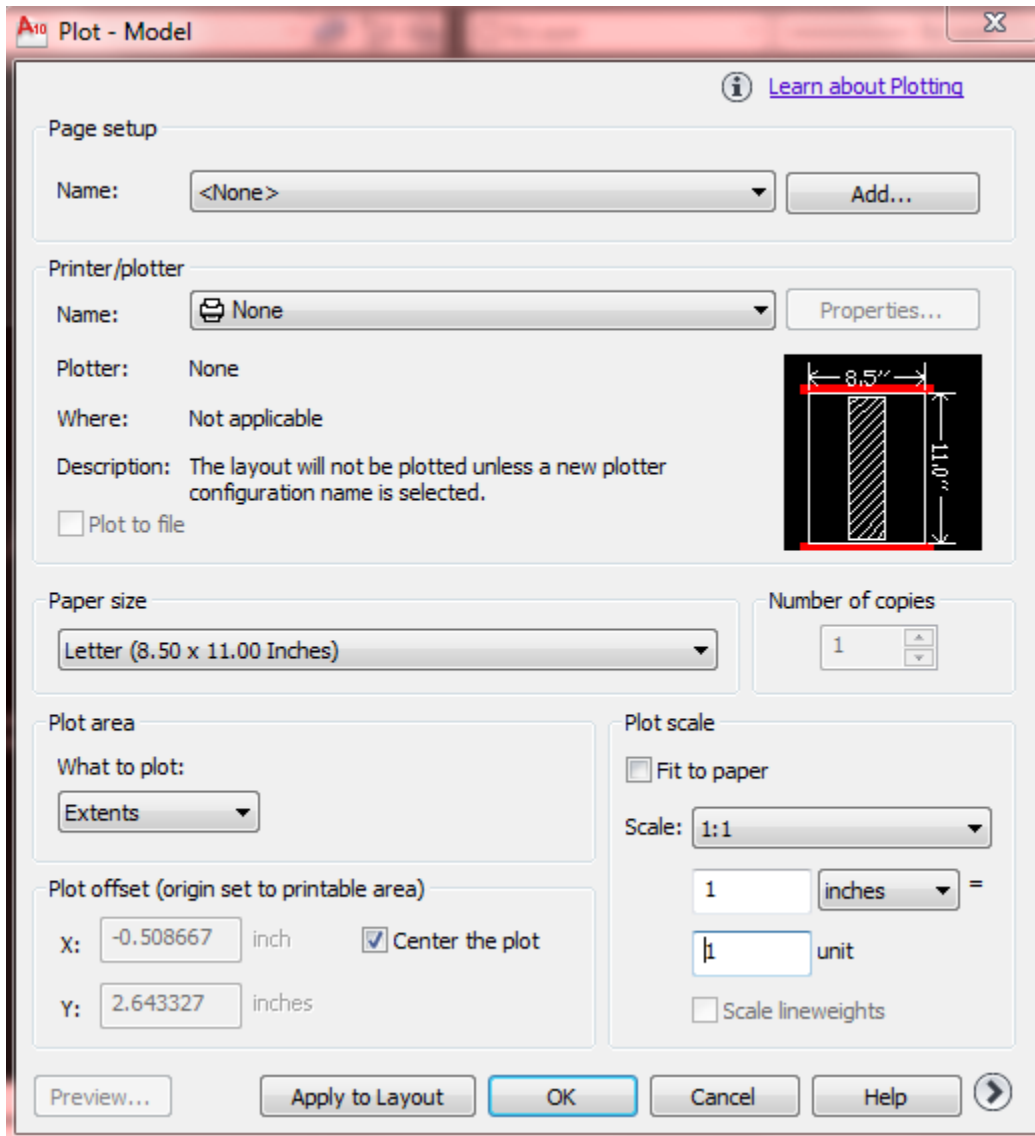 A10 Plot - Model
Learn about Plotting
Page setup
Name: <None> Add...
Printer/plotter
Name: None Properties...
Plotter: None
Where: Not applicable
Description: The layout will not be plotted unless a new plotter
configuration name is selected.
Plot to file
8.5″
11.0″
Paper size
Letter (8.50 x 11.00 Inches)
Number of copies
1
Plot area
What to plot:
Extents
Plot offset (origin set to printable area)
X: -0.508667 inch Center the plot
Y: 2.643327 inches
Plot scale
Fit to paper
Scale: 1:1
1 inches =
1 unit
Scale lineweights
Preview... Apply to Layout OK Cancel Help